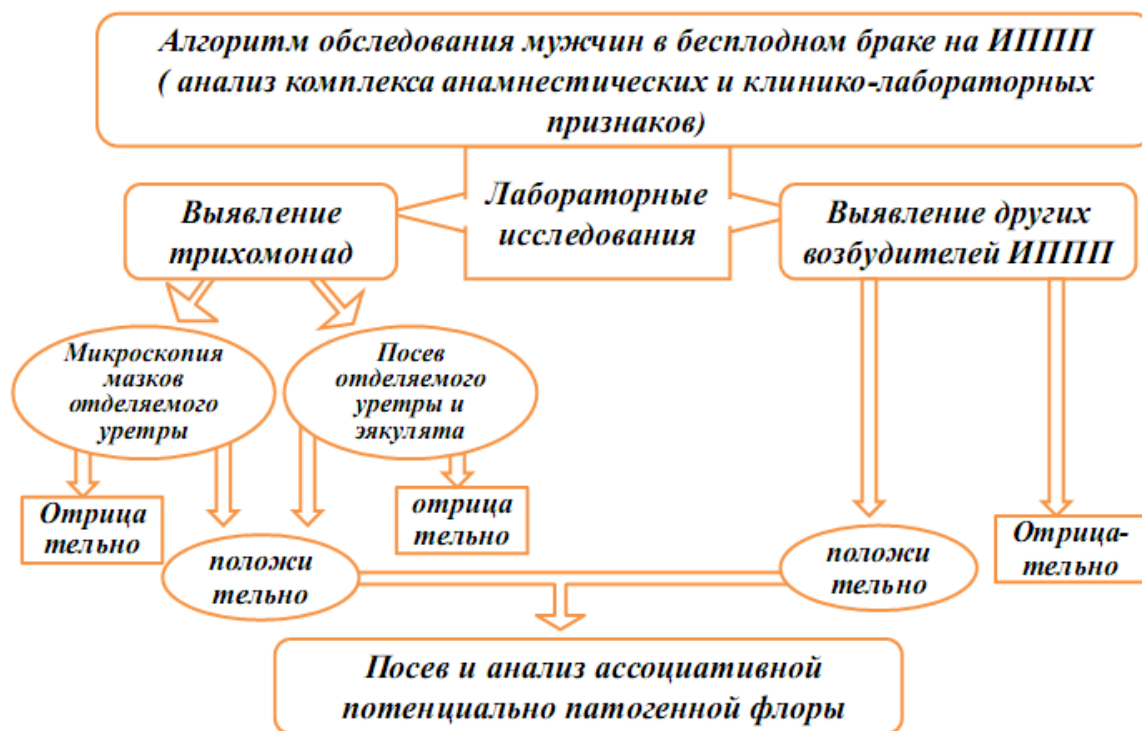 Алгоритм обследования мужчин в бесплодном браке на ИППП
( анализ комплекса анамнестических и клинико-лабораторных
признаков)
Лабораторные
исследования
Выявление
трихомонад
Выявление других
возбудителей ИППП
Микроскопия
мазков
отделяемого
уретры
Посев
отделяемого
уретры и
эякулята
Отрица
тельно
отрица
тельно
положи
тельно
положи
тельно
Отрица-
тельно
Посев и анализ ассоциативной
потенциально патогенной флоры